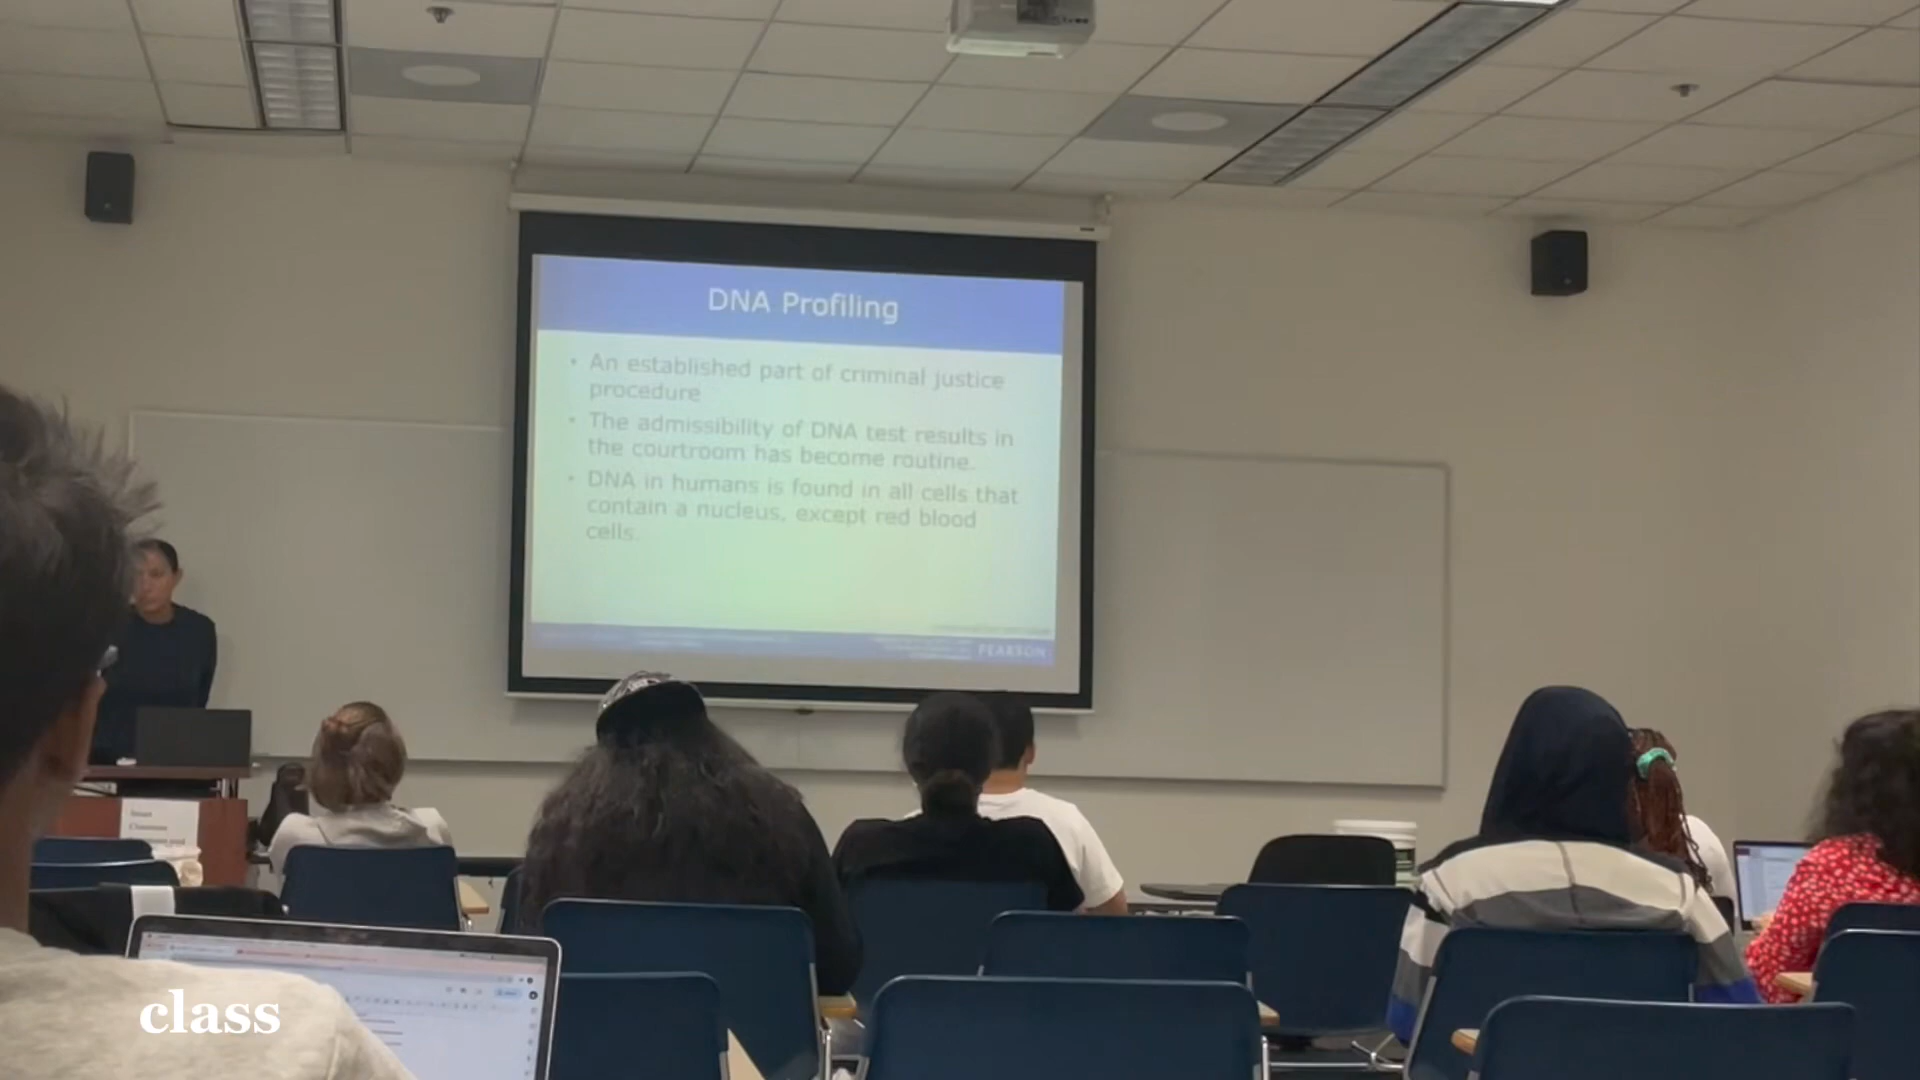 DNA Profiling
• An established part of criminal justice
procedure
• The admissibility of DNA test results in
the courtroom has become routine.
• DNA in humans is found in all cells that
contain a nucleus, except red blood
cells.
PEARSON
Smart
Classroom
class